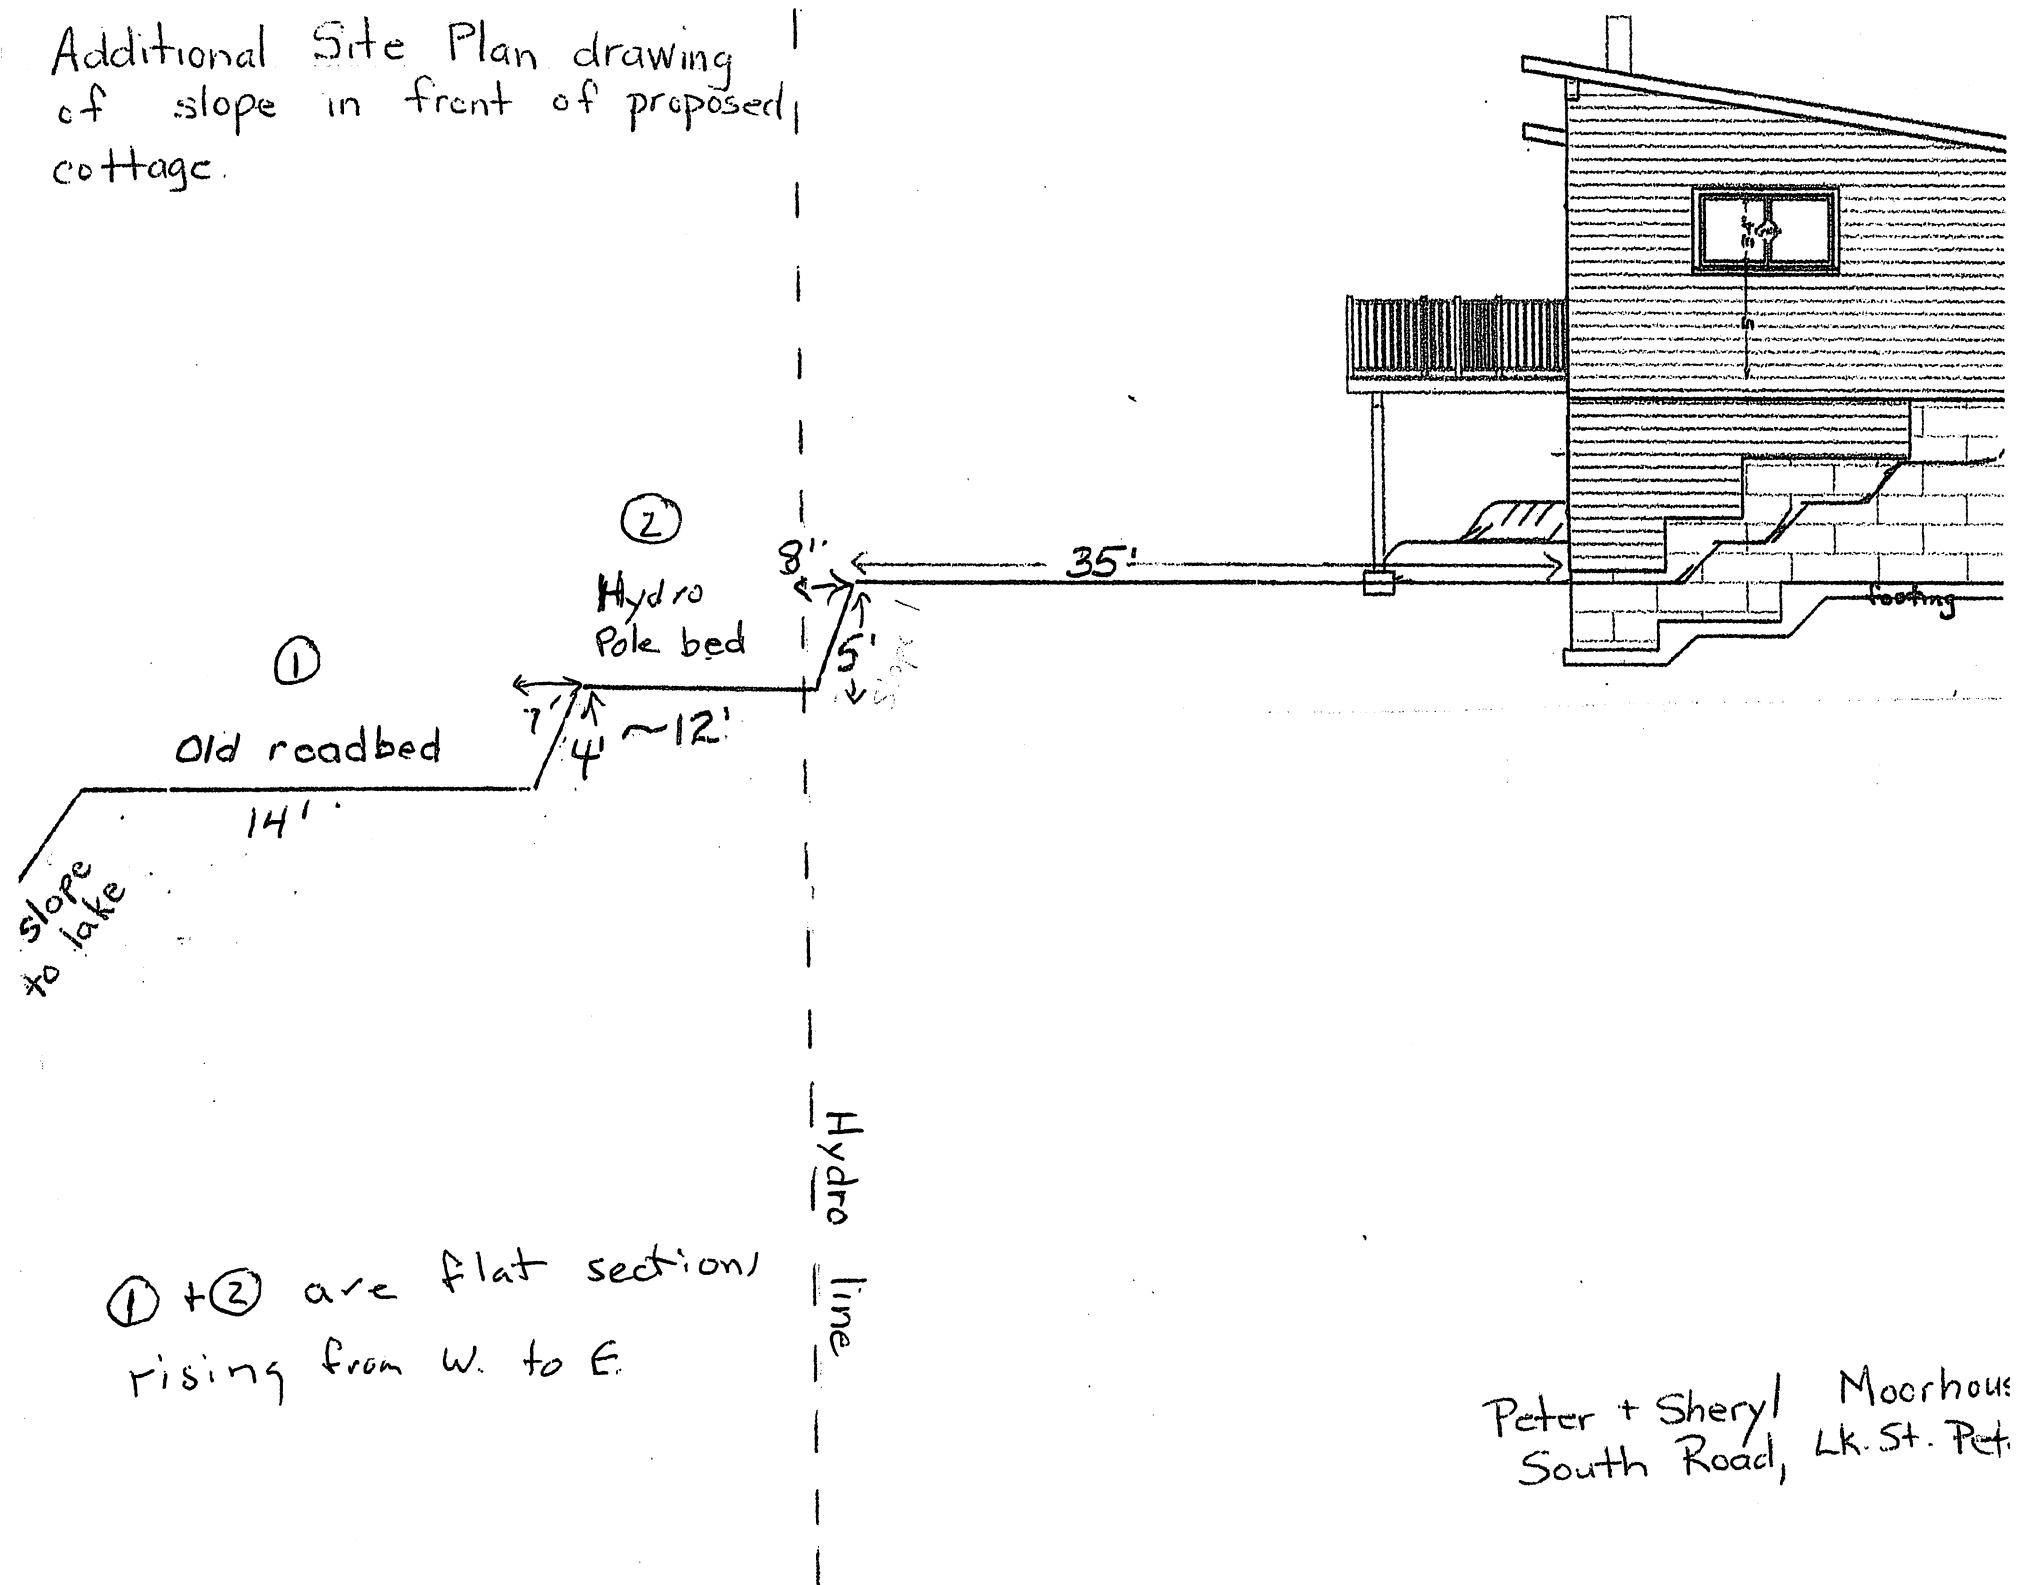 Additional Site Plan drawing
of slope in front of proposed
cottage.
2
8"
35'
Hydro
Pole bed
5'
slope
footing
1
7'
4'
~12'
Old roadbed
14'
slope
to lake
Hydro line
1 + 2 are flat sections
rising from W. to E.
Peter + Sheryl Moorhous
South Road, Lk. St. Pet